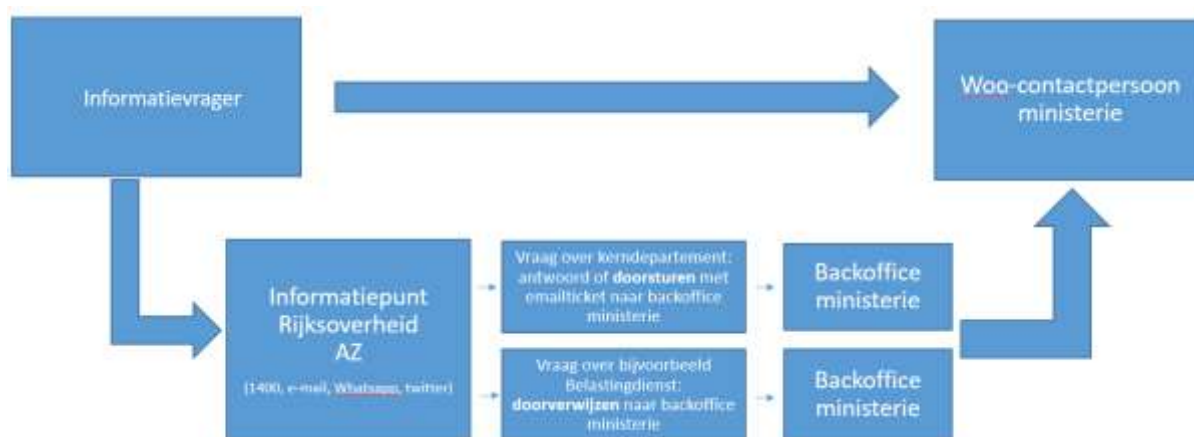 Informatievrager
Woo-contactpersoon
ministerie
Informatiepunt
Rijksoverheid
AZ
(1400, e-mail, Whatsapp, twitter)
Vraag over kerndepartement:
antwoord of doorsturen met
emailticket naar backoffice
ministerie
Backoffice
ministerie
Vraag over bijvoorbeeld
Belastingdienst:
doorverwijzen naar backoffice
ministerie
Backoffice
ministerie